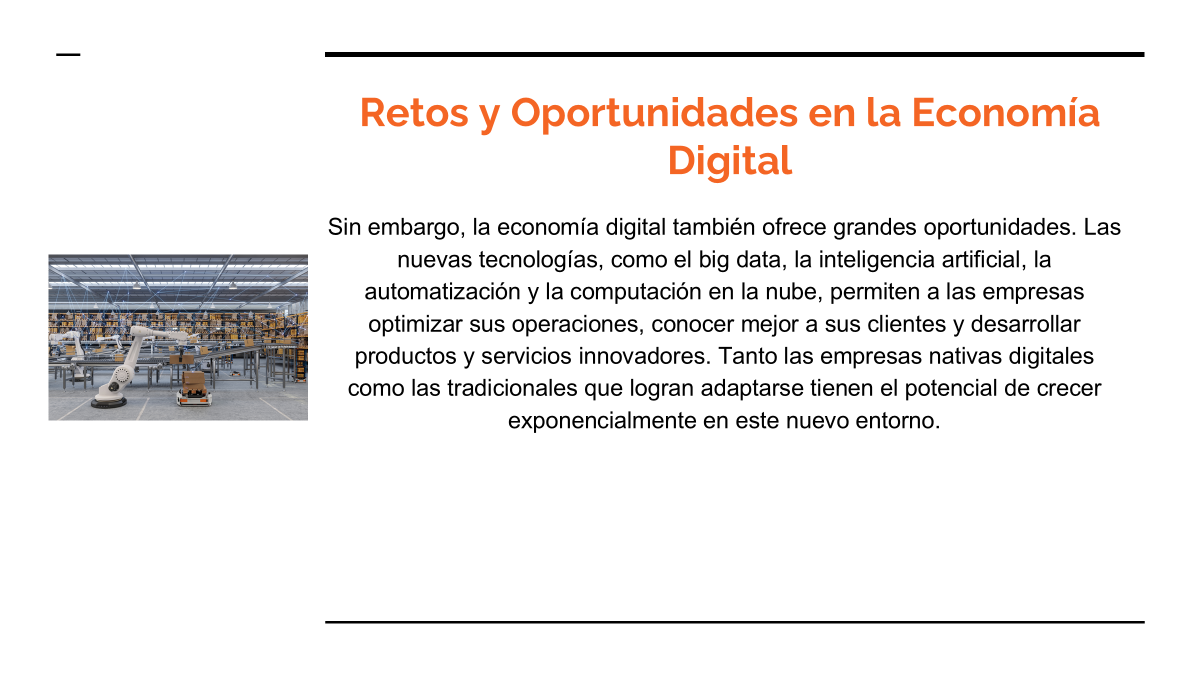 Retos y Oportunidades en la Economía
Digital
Sin embargo, la economía digital también ofrece grandes oportunidades. Las
nuevas tecnologías, como el big data, la inteligencia artificial, la
automatización y la computación en la nube, permiten a las empresas
optimizar sus operaciones, conocer mejor a sus clientes y desarrollar
productos y servicios innovadores. Tanto las empresas nativas digitales
como las tradicionales que logran adaptarse tienen el potencial de crecer
exponencialmente en este nuevo entorno.